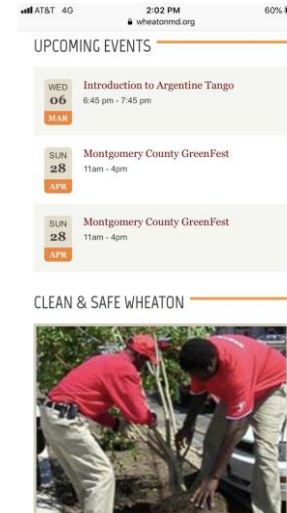 AT&T 4G 2:02 PM 60%
wheatonmd.org
UPCOMING EVENTS
WED
06
MAR
Introduction to Argentine Tango
6:45 pm - 7:45 pm
SUN
28
APR
Montgomery County GreenFest
11am - 4pm
SUN
28
APR
Montgomery County GreenFest
11am - 4pm
CLEAN & SAFE WHEATON